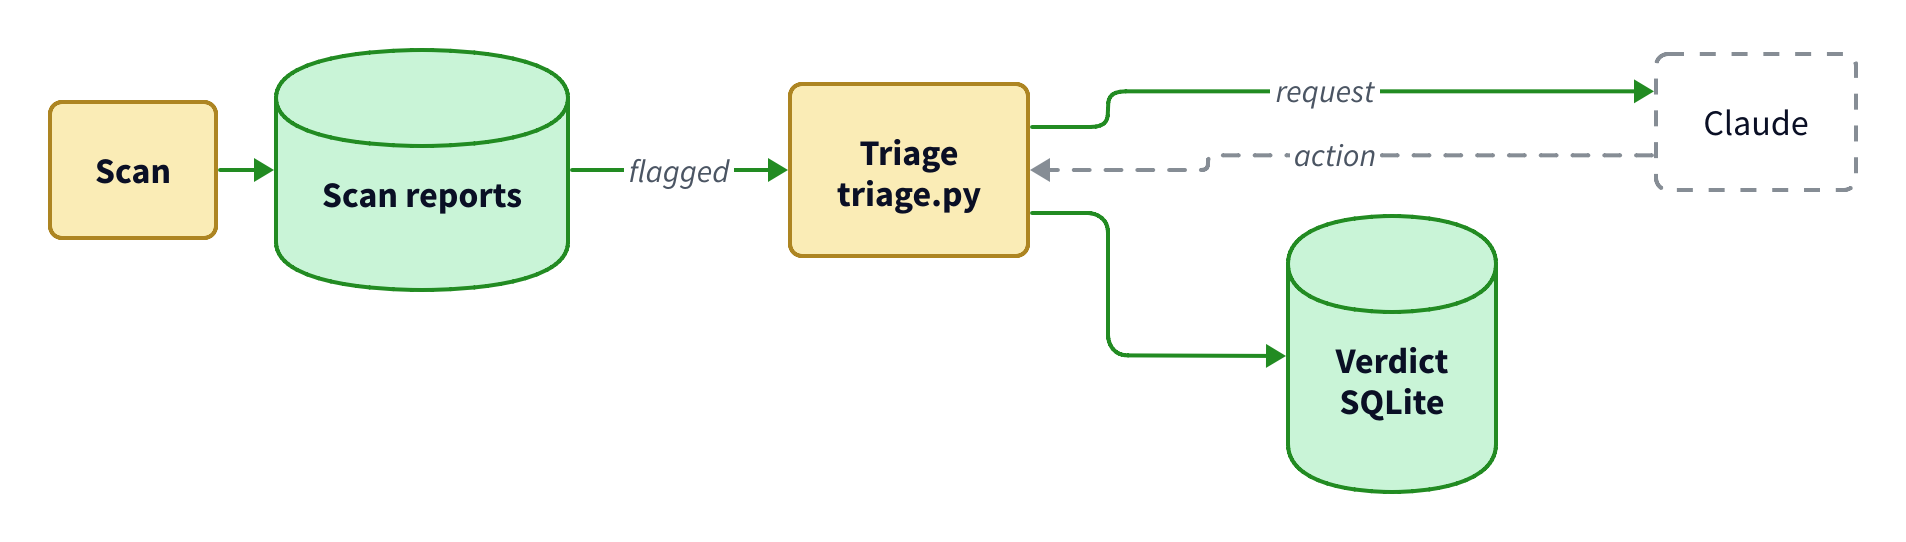 Scan
Scan reports
flagged
Triage
triage.py
request
action
Claude
Verdict
SQLite